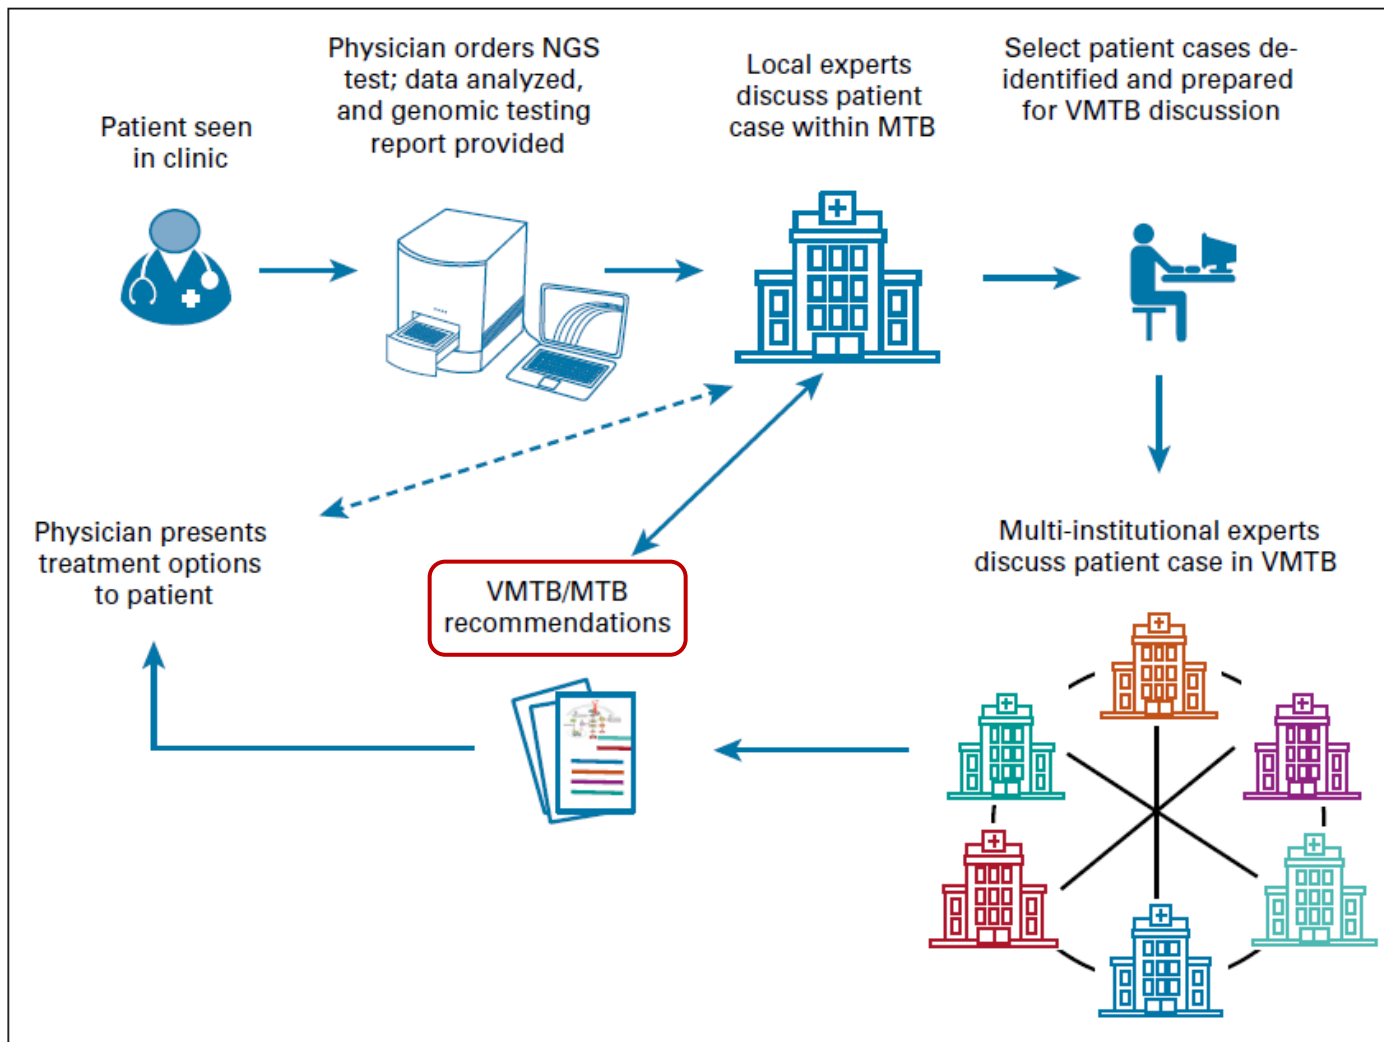 Patient seen
in clinic
Physician orders NGS
test; data analyzed,
and genomic testing
report provided
Local experts
discuss patient
case within MTB
Select patient cases de-
identified and prepared
for VMTB discussion
Multi-institutional experts
discuss patient case in VMTB
VMTB/MTB
recommendations
Physician presents
treatment options
to patient